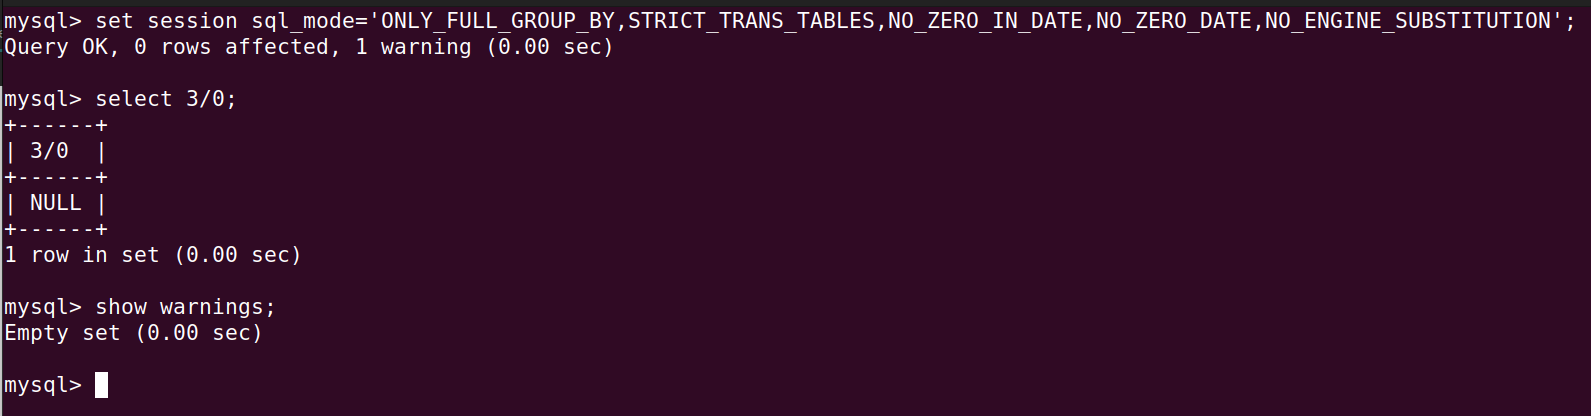 mysql> set session sql_mode='ONLY_FULL_GROUP_BY,STRICT_TRANS_TABLES,NO_ZERO_IN_DATE,NO_ZERO_DATE,NO_ENGINE_SUBSTITUTION';
Query OK, 0 rows affected, 1 warning (0.00 sec)
mysql> select 3/0;
+------+
| 3/0  |
+------+
| NULL |
+------+
1 row in set (0.00 sec)
mysql> show warnings;
Empty set (0.00 sec)
mysql>